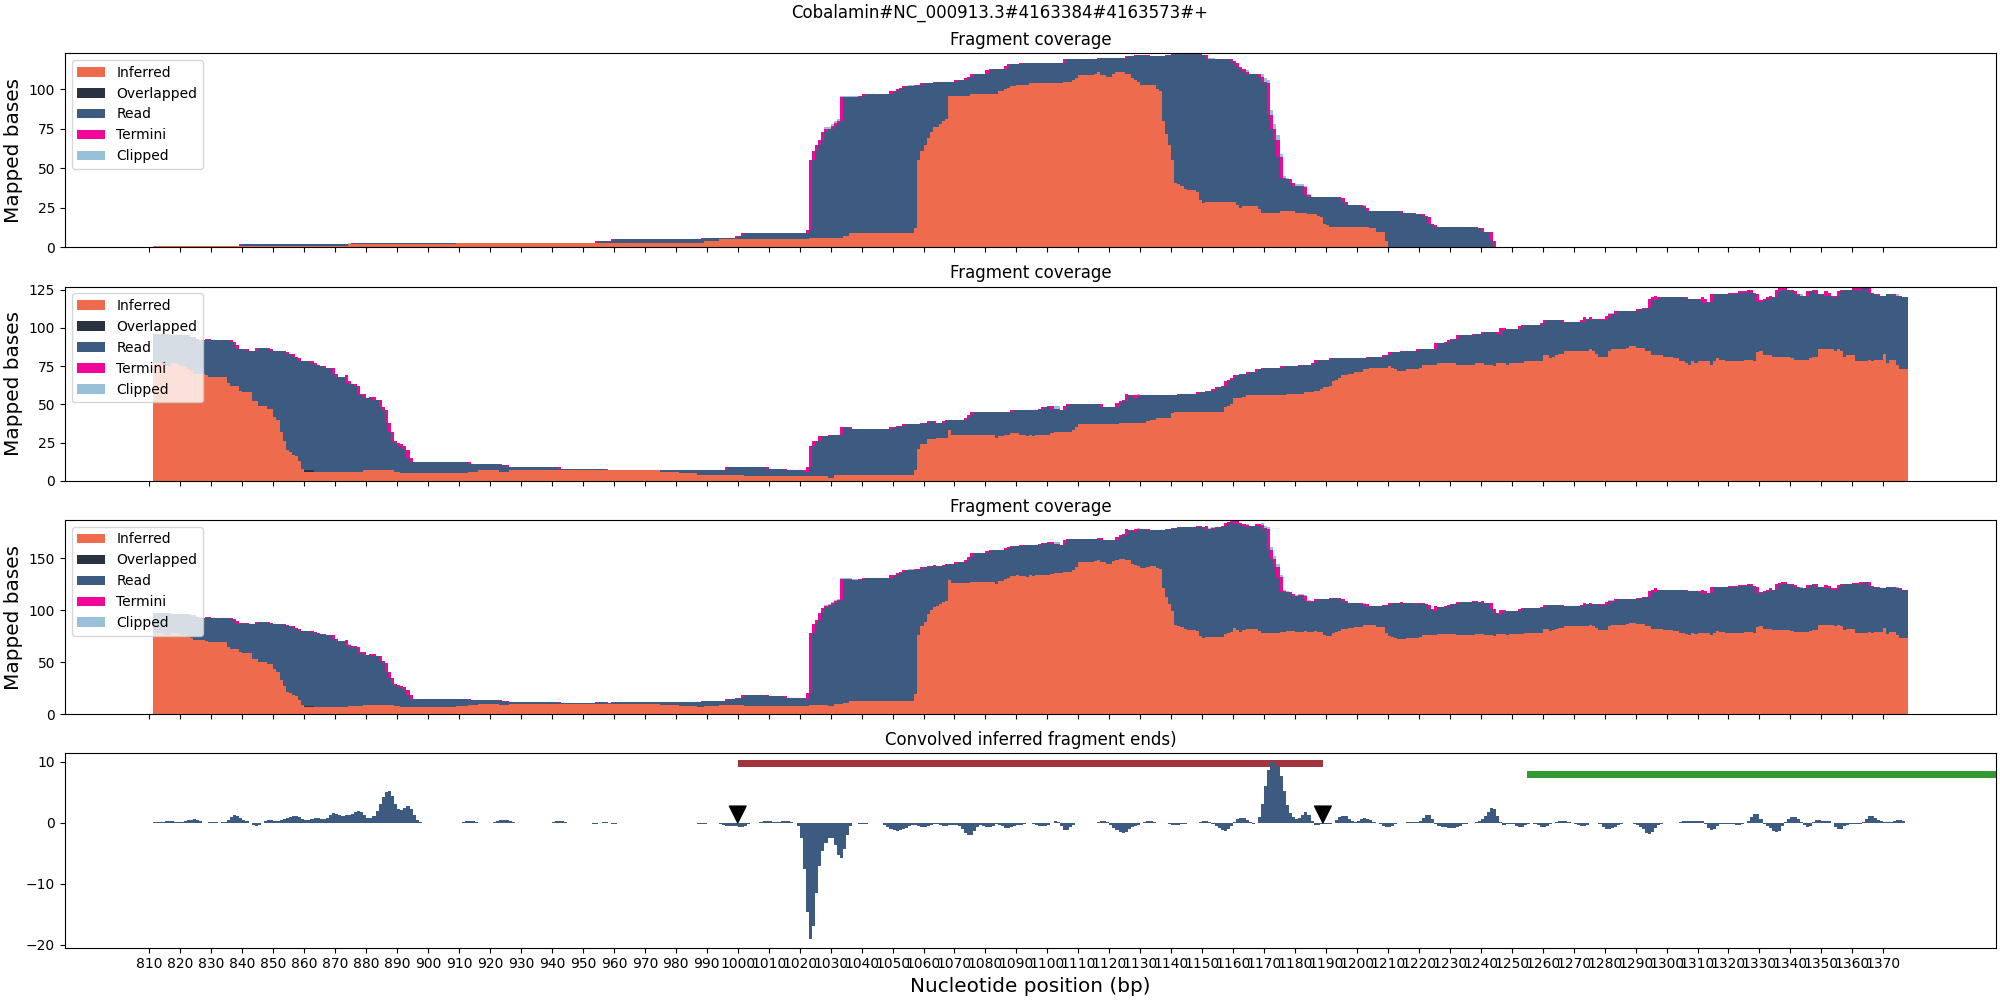 Cobalamin#NC_000913.3#4163384#4163573#+
Fragment coverage
Mapped bases
100
75
50
25
0
Inferred
Overlapped
Read
Termini
Clipped
Fragment coverage
Mapped bases
125
100
75
50
25
0
Inferred
Overlapped
Read
Termini
Clipped
Fragment coverage
Mapped bases
150
100
50
0
Inferred
Overlapped
Read
Termini
Clipped
Convolved inferred fragment ends)
10
0
−10
−20
810 820 830 840 850 860 870 880 890 900 910 920 930 940 950 960 970 980 990 1000 1010 1020 1030 1040 1050 1060 1070 1080 1090 1100 1110 1120 1130 1140 1150 1160 1170 1180 1190 1200 1210 1220 1230 1240 1250 1260 1270 1280 1290 1300 1310 1320 1330 1340 1350 1360 1370
Nucleotide position (bp)